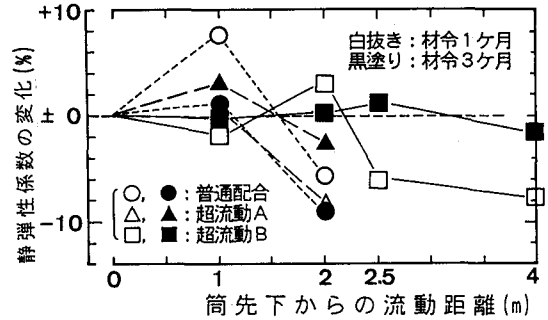 静弾性係数の変化(%)
+10
±0
-10
白抜き：材令1ケ月
黒塗り：材令3ケ月
○, ●：普通配合
△, ▲：超流動A
□, ■：超流動B
0 1 2 2.5 4
筒先下からの流動距離(m)